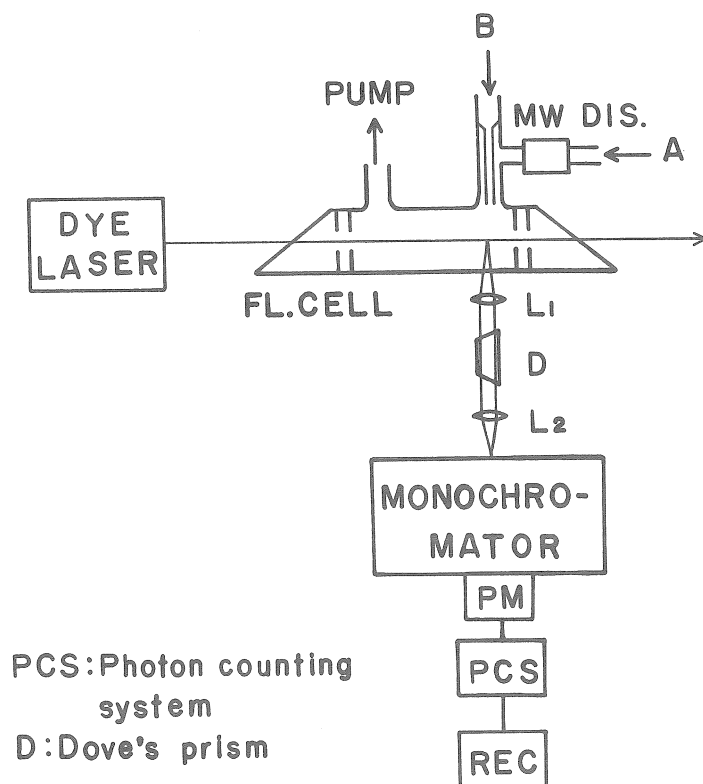 B
PUMP
MW DIS.
A
DYE
LASER
FL.CELL
L1
D
L2
MONOCHRO-
MATOR
PM
PCS:Photon counting
system
PCS
D:Dove's prism
REC